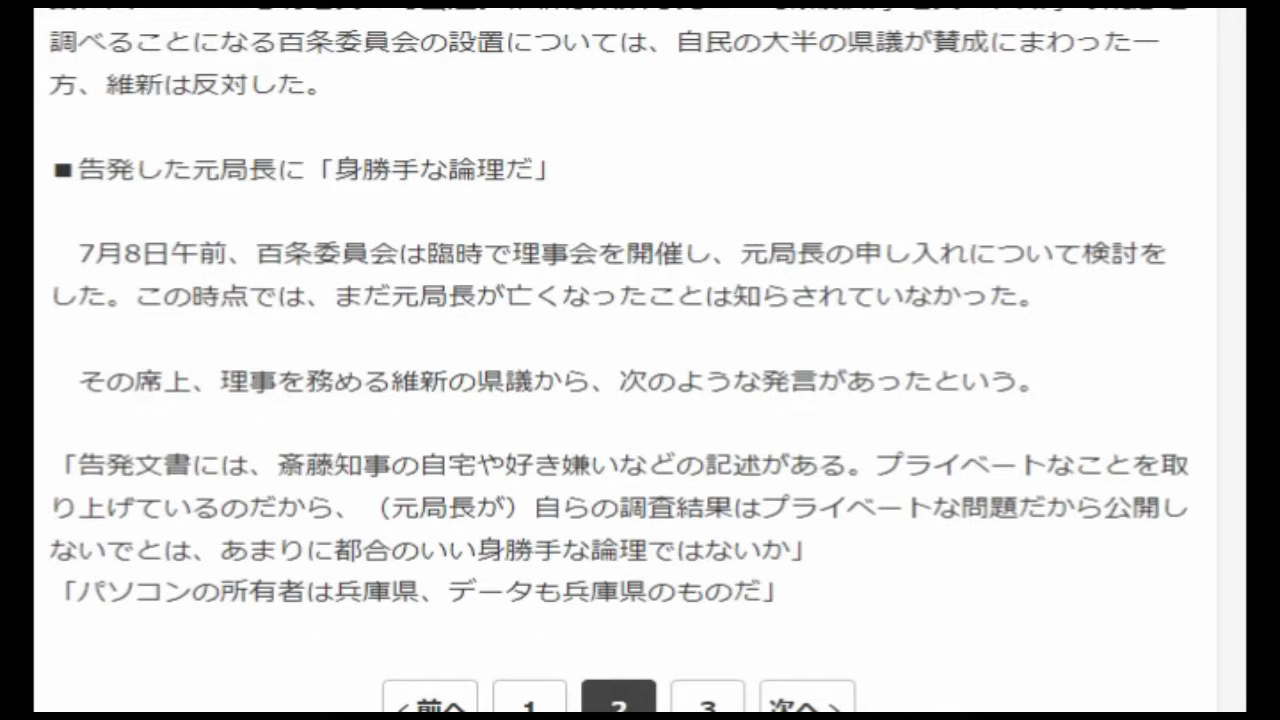 調べることになる百条委員会の設置については、自民の大半の県議が賛成にまわった一
方、維新は反対した。
■告発した元局長に「身勝手な論理だ」
7月8日午前、百条委員会は臨時で理事会を開催し、元局長の申し入れについて検討を
した。この時点では、まだ元局長が亡くなったことは知らされていなかった。
その席上、理事を務める維新の県議から、次のような発言があったという。
「告発文書には、斎藤知事の自宅や好き嫌いなどの記述がある。プライベートなことを取
り上げているのだから、（元局長が）自らの調査結果はプライベートな問題だから公開し
ないでとは、あまりに都合のいい身勝手な論理ではないか」
「パソコンの所有者は兵庫県、データも兵庫県のものだ」
‹ 前へ 1 2 3 次へ ›